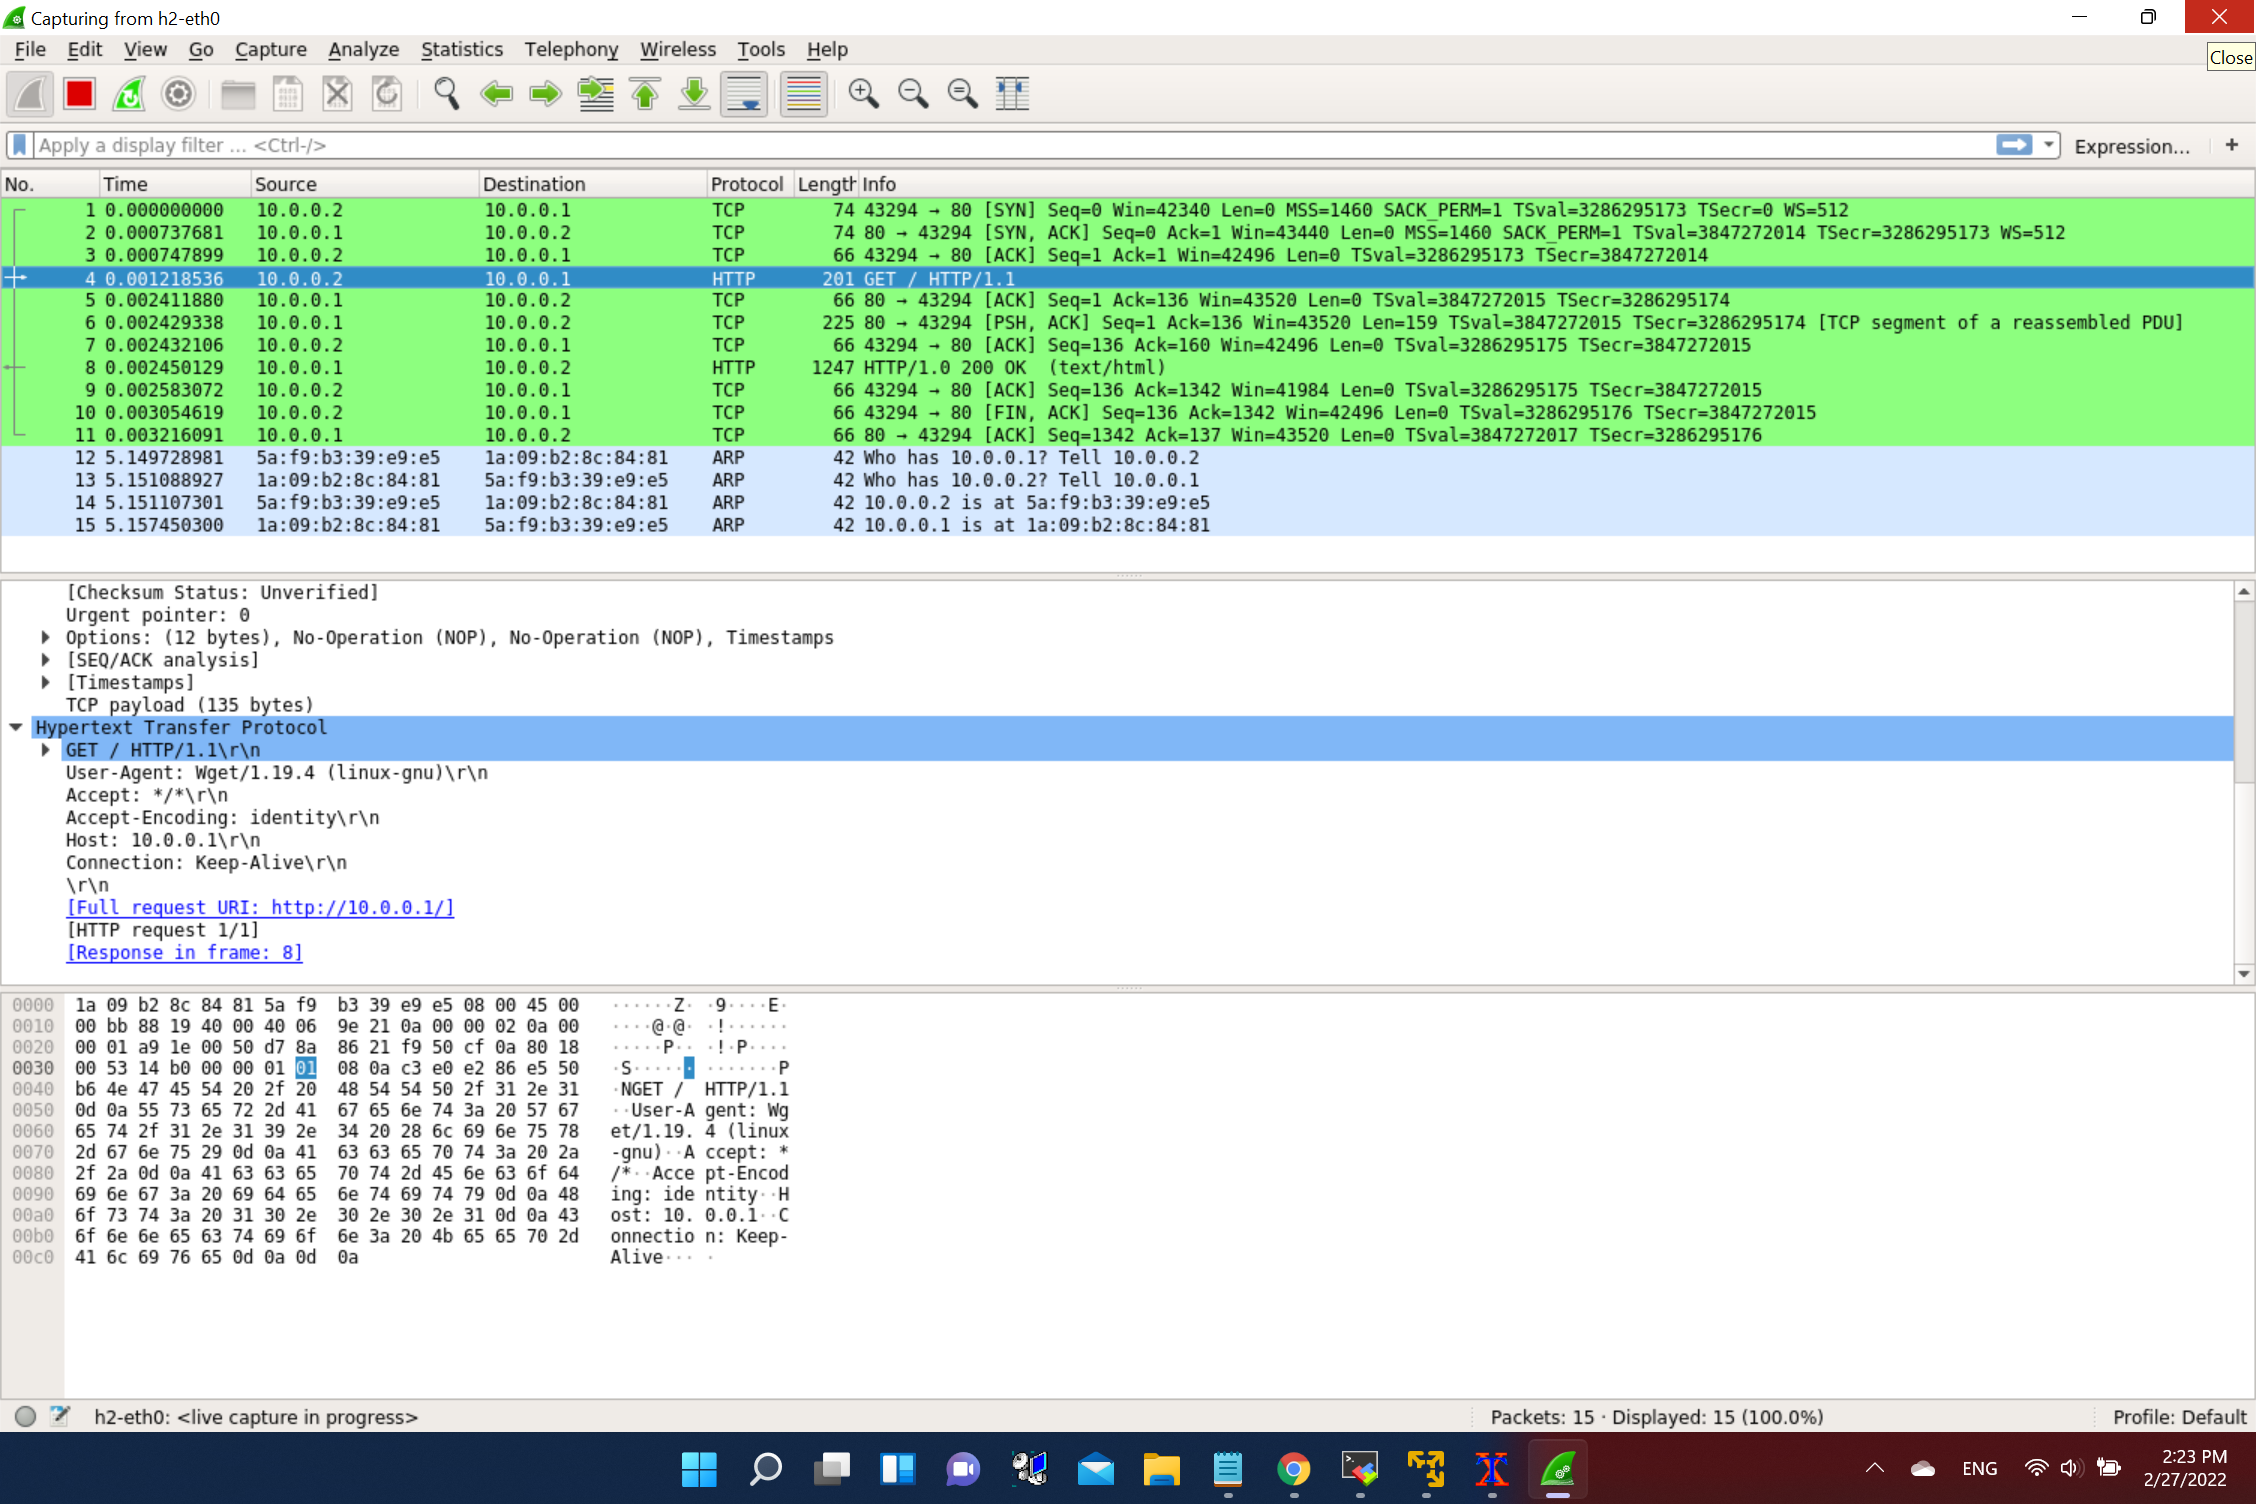 Capturing from h2-eth0
File Edit View Go Capture Analyze Statistics Telephony Wireless Tools Help
Close
Apply a display filter ... <Ctrl-/>
Expression... +
No. Time Source Destination Protocol Length Info
1 0.000000000 10.0.0.2 10.0.0.1 TCP 74 43294 → 80 [SYN] Seq=0 Win=42340 Len=0 MSS=1460 SACK_PERM=1 TSval=3286295173 TSecr=0 WS=512
2 0.000737681 10.0.0.1 10.0.0.2 TCP 74 80 → 43294 [SYN, ACK] Seq=0 Ack=1 Win=43440 Len=0 MSS=1460 SACK_PERM=1 TSval=3847272014 TSecr=3286295173 WS=512
3 0.000747899 10.0.0.2 10.0.0.1 TCP 66 43294 → 80 [ACK] Seq=1 Ack=1 Win=42496 Len=0 TSval=3286295173 TSecr=3847272014
4 0.001218536 10.0.0.2 10.0.0.1 HTTP 201 GET / HTTP/1.1
5 0.002411880 10.0.0.1 10.0.0.2 TCP 66 80 → 43294 [ACK] Seq=1 Ack=136 Win=43520 Len=0 TSval=3847272015 TSecr=3286295174
6 0.002429338 10.0.0.1 10.0.0.2 TCP 225 80 → 43294 [PSH, ACK] Seq=1 Ack=136 Win=43520 Len=159 TSval=3847272015 TSecr=3286295174 [TCP segment of a reassembled PDU]
7 0.002432106 10.0.0.2 10.0.0.1 TCP 66 43294 → 80 [ACK] Seq=136 Ack=160 Win=42496 Len=0 TSval=3286295175 TSecr=3847272015
8 0.002450129 10.0.0.1 10.0.0.2 HTTP 1247 HTTP/1.0 200 OK (text/html)
9 0.002583072 10.0.0.2 10.0.0.1 TCP 66 43294 → 80 [ACK] Seq=136 Ack=1342 Win=41984 Len=0 TSval=3286295175 TSecr=3847272015
10 0.003054619 10.0.0.2 10.0.0.1 TCP 66 43294 → 80 [FIN, ACK] Seq=136 Ack=1342 Win=42496 Len=0 TSval=3286295176 TSecr=3847272015
11 0.003216091 10.0.0.1 10.0.0.2 TCP 66 80 → 43294 [ACK] Seq=1342 Ack=137 Win=43520 Len=0 TSval=3847272017 TSecr=3286295176
12 5.149728981 5a:f9:b3:39:e9:e5 1a:09:b2:8c:84:81 ARP 42 Who has 10.0.0.1? Tell 10.0.0.2
13 5.151088927 1a:09:b2:8c:84:81 5a:f9:b3:39:e9:e5 ARP 42 Who has 10.0.0.2? Tell 10.0.0.1
14 5.151107301 5a:f9:b3:39:e9:e5 1a:09:b2:8c:84:81 ARP 42 10.0.0.2 is at 5a:f9:b3:39:e9:e5
15 5.157450300 1a:09:b2:8c:84:81 5a:f9:b3:39:e9:e5 ARP 42 10.0.0.1 is at 1a:09:b2:8c:84:81
[Checksum Status: Unverified]
Urgent pointer: 0
Options: (12 bytes), No-Operation (NOP), No-Operation (NOP), Timestamps
[SEQ/ACK analysis]
[Timestamps]
TCP payload (135 bytes)
Hypertext Transfer Protocol
GET / HTTP/1.1\r\n
User-Agent: Wget/1.19.4 (linux-gnu)\r\n
Accept: */*\r\n
Accept-Encoding: identity\r\n
Host: 10.0.0.1\r\n
Connection: Keep-Alive\r\n
\r\n
[Full request URI: http://10.0.0.1/]
[HTTP request 1/1]
[Response in frame: 8]
0000 1a 09 b2 8c 84 81 5a f9 b3 39 e9 e5 08 00 45 00 ······Z· ·9····E·
0010 00 bb 88 19 40 00 40 06 9e 21 0a 00 00 02 0a 00 ····@·@· ·!······
0020 00 01 a9 1e 00 50 d7 8a 86 21 f9 50 cf 0a 80 18 ·····P·· ·!·P····
0030 00 53 14 b0 00 00 01 01 08 0a c3 e0 e2 86 e5 50 ·S······ ·······P
0040 b6 4e 47 45 54 20 2f 20 48 54 54 50 2f 31 2e 31 ·NGET / HTTP/1.1
0050 0d 0a 55 73 65 72 2d 41 67 65 6e 74 3a 20 57 67 ··User-A gent: Wg
0060 65 74 2f 31 2e 31 39 2e 34 20 28 6c 69 6e 75 78 et/1.19. 4 (linux
0070 2d 67 6e 75 29 0d 0a 41 63 63 65 70 74 3a 20 2a -gnu)··A ccept: *
0080 2f 2a 0d 0a 41 63 63 65 70 74 2d 45 6e 63 6f 64 /*··Acce pt-Encod
0090 69 6e 67 3a 20 69 64 65 6e 74 69 74 79 0d 0a 48 ing: ide ntity··H
00a0 6f 73 74 3a 20 31 30 2e 30 2e 30 2e 31 0d 0a 43 ost: 10. 0.0.1··C
00b0 6f 6e 6e 65 63 74 69 6f 6e 3a 20 4b 65 65 70 2d onnectio n: Keep-
00c0 41 6c 69 76 65 0d 0a 0d 0a Alive··· ·
h2-eth0: <live capture in progress>
Packets: 15 · Displayed: 15 (100.0%)
Profile: Default
ENG
2:23 PM
2/27/2022